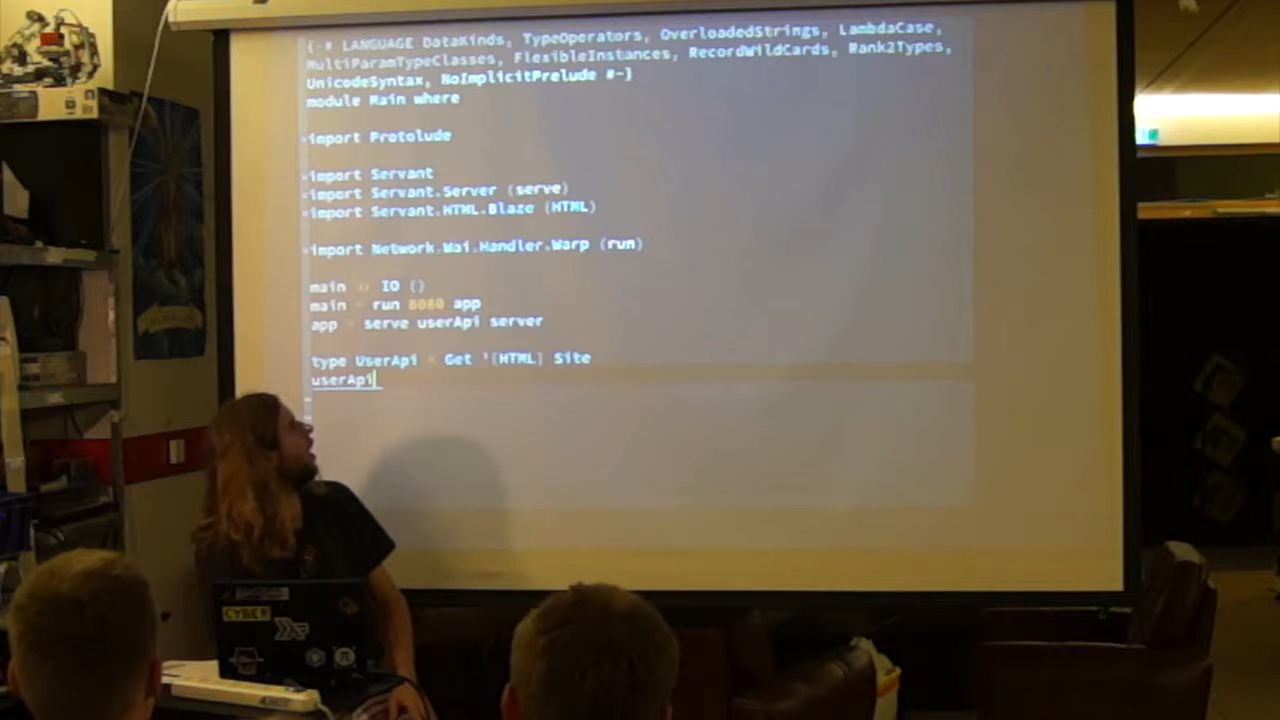 {-# LANGUAGE DataKinds, TypeOperators, OverloadedStrings, LambdaCase,
MultiParamTypeClasses, FlexibleInstances, RecordWildCards, Rank2Types,
UnicodeSyntax, NoImplicitPrelude #-}
module Main where
import Protolude
import Servant
import Servant.Server (serve)
import Servant.HTML.Blaze (HTML)
import Network.Wai.Handler.Warp (run)
main :: IO ()
main = run 8080 app
app = serve userApi server
type UserApi = Get '[HTML] Site
userApi
CYBER